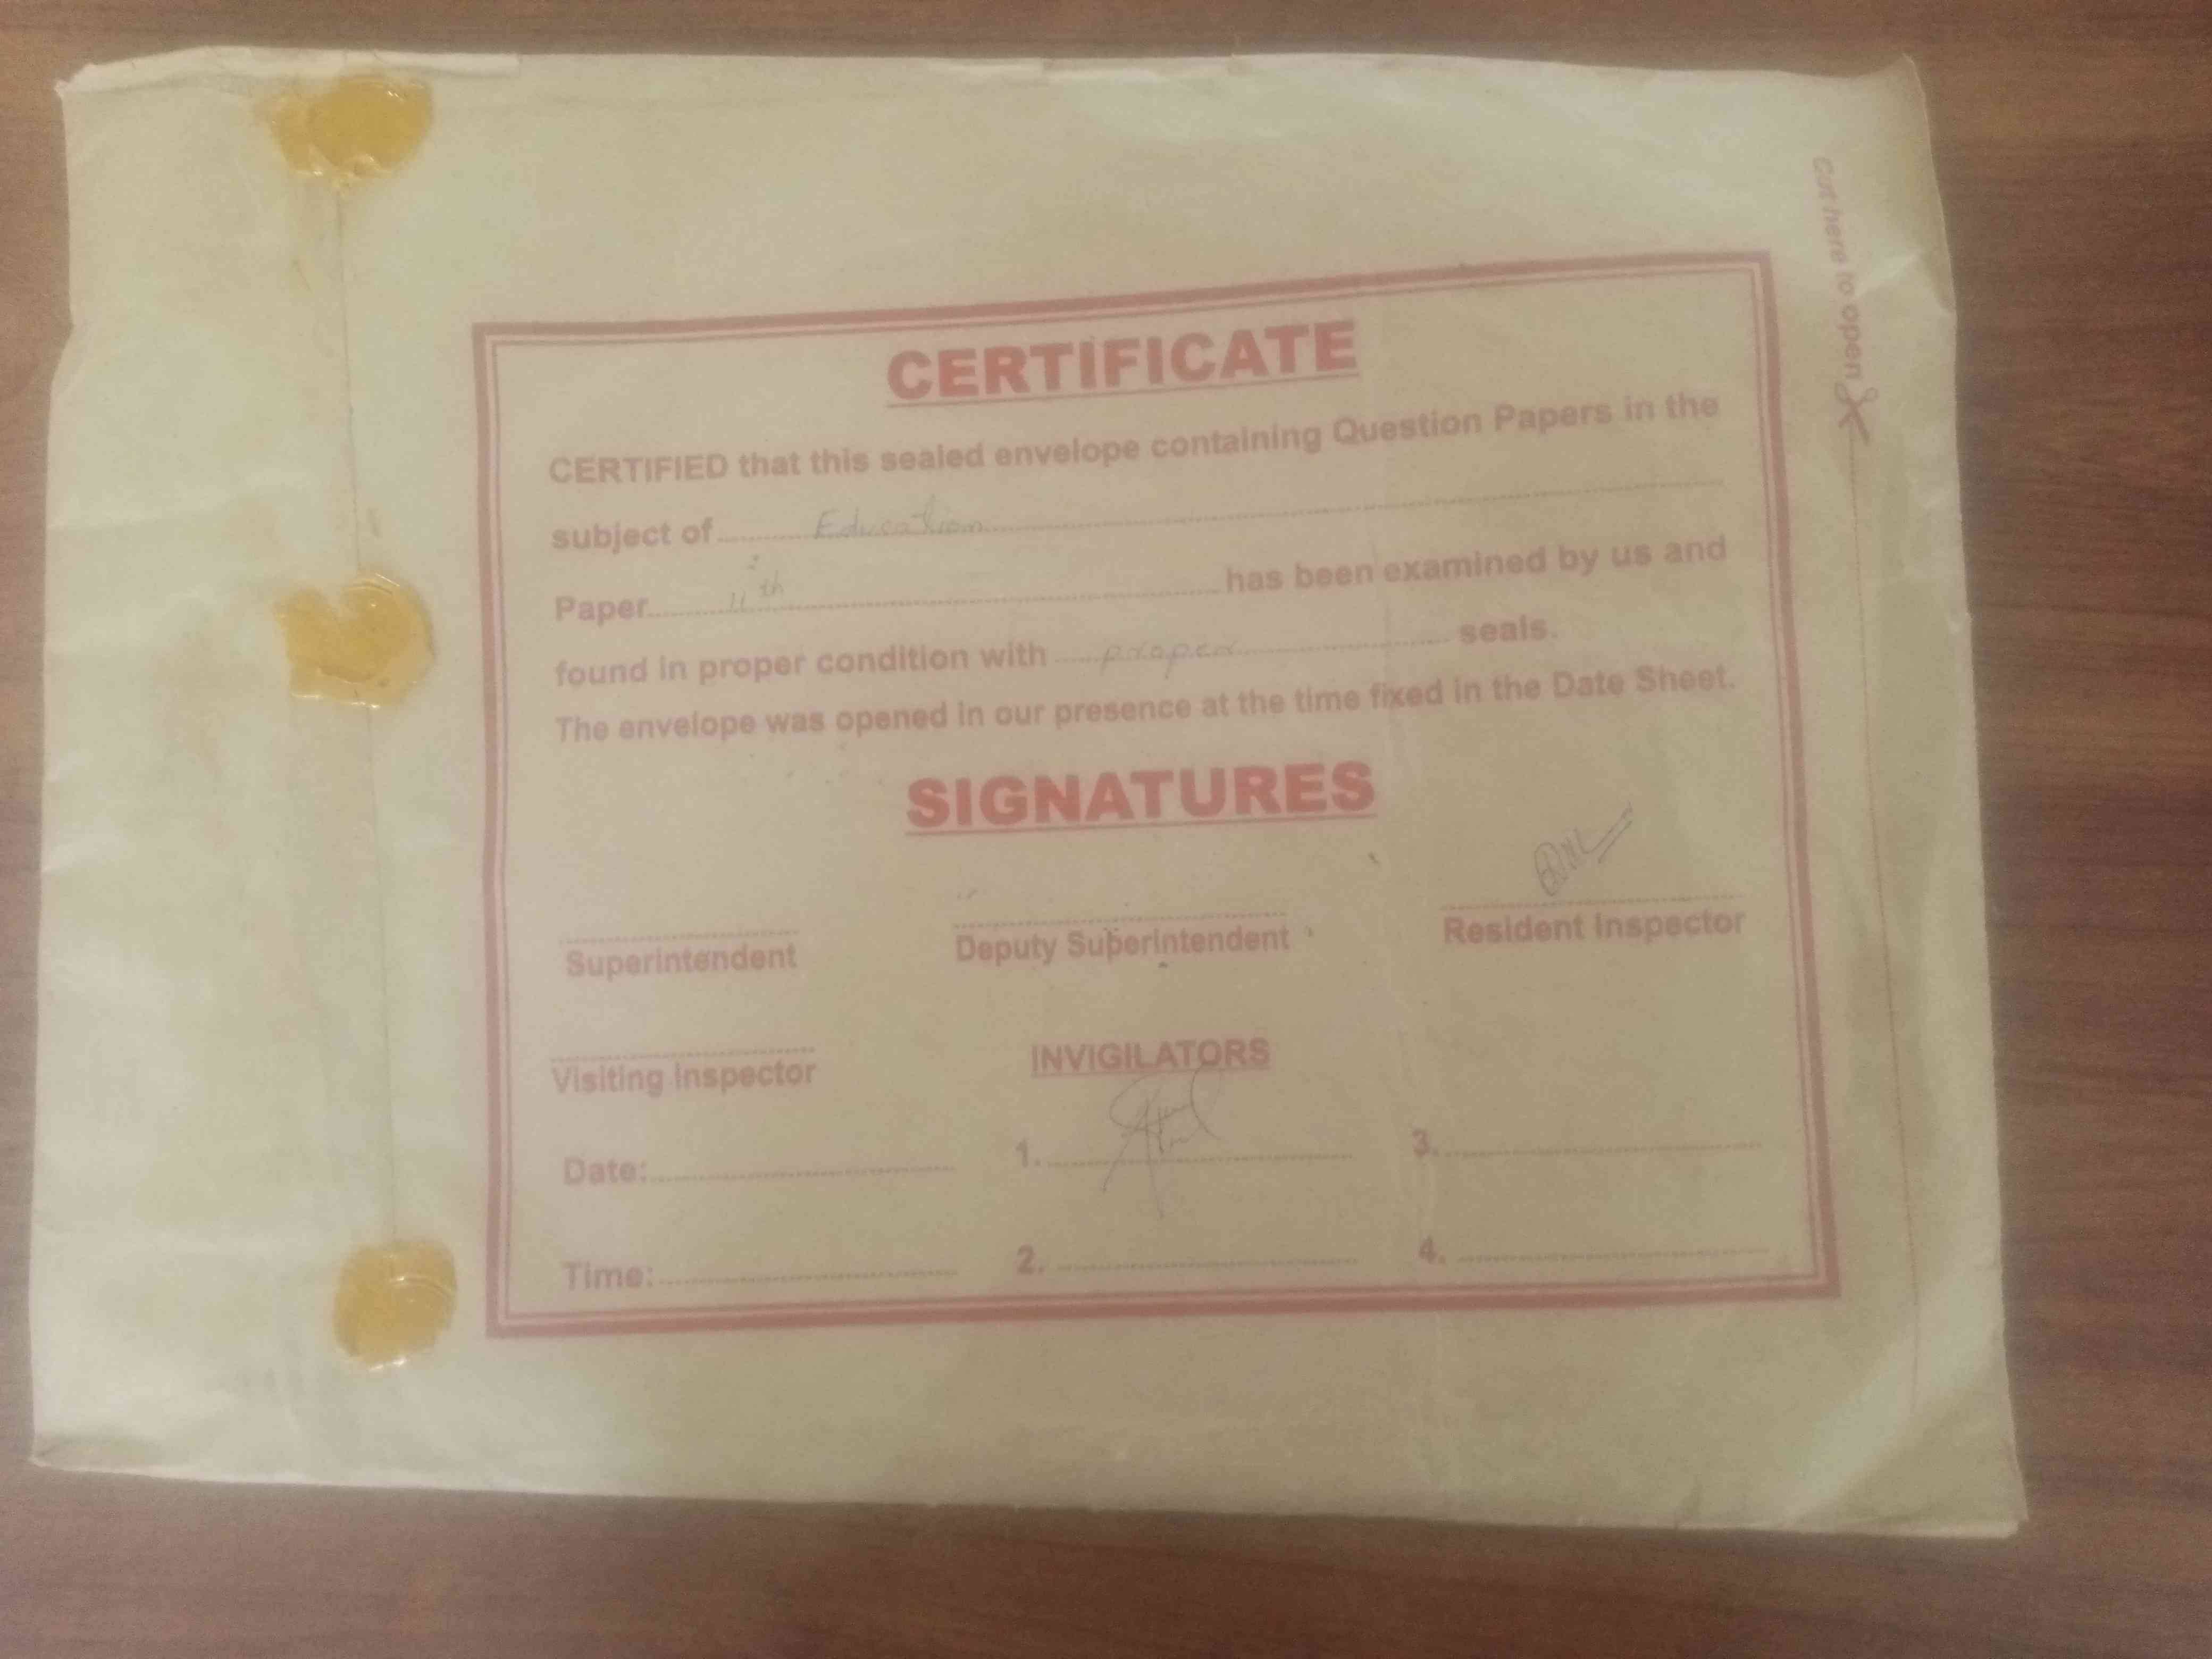 Cut here to open
CERTIFICATE
CERTIFIED that this sealed envelope containing Question Papers in the
subject of Education
Paper 11th has been examined by us and
found in proper condition with proper seals.
The envelope was opened in our presence at the time fixed in the Date Sheet.
SIGNATURES
Superintendent Deputy Superintendent Resident Inspector
Visiting Inspector INVIGILATORS
Date: 1. 3.
Time: 2. 4.